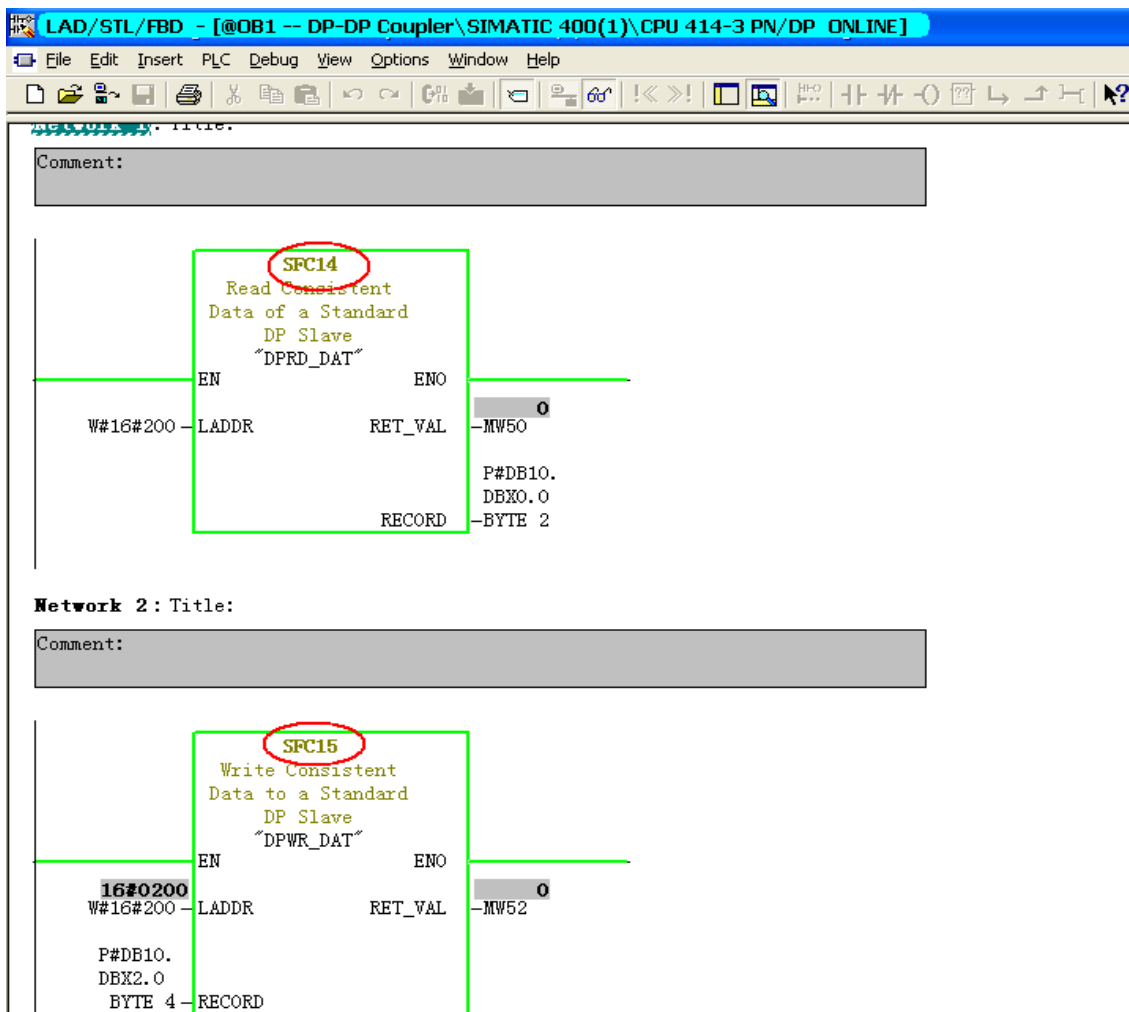 LAD/STL/FBD - [@OB1 -- DP-DP Coupler\SIMATIC 400(1)\CPU 414-3 PN/DP ONLINE]
File Edit Insert PLC Debug View Options Window Help
Network 1: Title:
Comment:
SFC14
Read Consistent
Data of a Standard
DP Slave
"DPRD_DAT"
EN ENO
0
W#16#200 LADDR RET_VAL MW50
P#DB10.
DBX0.0
RECORD BYTE 2
Network 2: Title:
Comment:
SFC15
Write Consistent
Data to a Standard
DP Slave
"DPWR_DAT"
EN ENO
16#0200 0
W#16#200 LADDR RET_VAL MW52
P#DB10.
DBX2.0
BYTE 4 RECORD